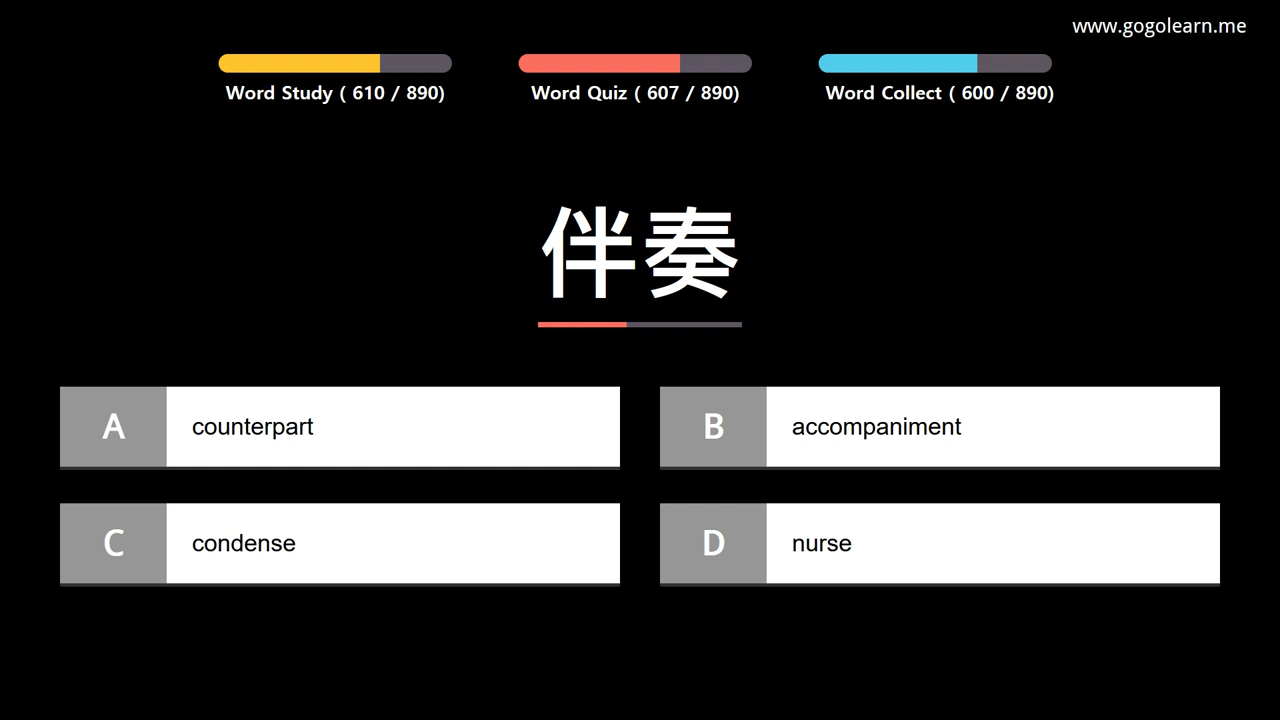 www.gogolearn.me
Word Study ( 610 / 890)
Word Quiz ( 607 / 890)
Word Collect ( 600 / 890)
伴奏
A counterpart
B accompaniment
C condense
D nurse